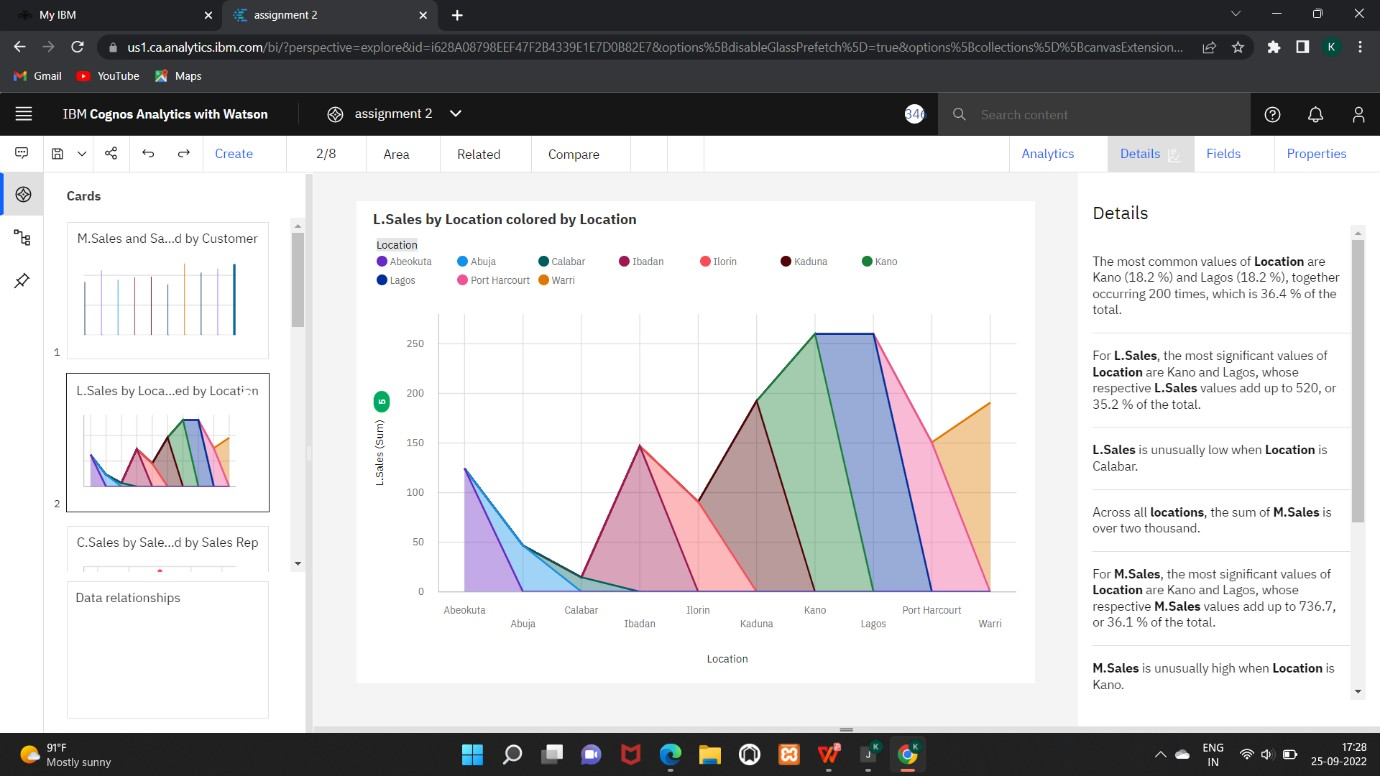 My IBM
assignment 2
us1.ca.analytics.ibm.com/bi/?perspective=explore&id=i628A08798EEF47F2B4339E1E7D0B82E7&options%5BdisableGlassPrefetch%5D=true&options%5Bcollections%5D%5BcanvasExtension...
K
Gmail
YouTube
Maps
IBM Cognos Analytics with Watson
assignment 2
Search content
Create
2/8
Area
Related
Compare
Analytics
Details
Fields
Properties
Cards
M.Sales and Sa...d by Customer
1
L.Sales by Loca...ed by Location
2
C.Sales by Sale...d by Sales Rep
Data relationships
L.Sales by Location colored by Location
Location
Abeokuta
Abuja
Calabar
Ibadan
Ilorin
Kaduna
Kano
Lagos
Port Harcourt
Warri
L.Sales (Sum)
5
250
200
150
100
50
0
Abeokuta
Abuja
Calabar
Ibadan
Ilorin
Kaduna
Kano
Lagos
Port Harcourt
Warri
Location
Details
The most common values of Location are
Kano (18.2 %) and Lagos (18.2 %), together
occurring 200 times, which is 36.4 % of the
total.
For L.Sales, the most significant values of
Location are Kano and Lagos, whose
respective L.Sales values add up to 520, or
35.2 % of the total.
L.Sales is unusually low when Location is
Calabar.
Across all locations, the sum of M.Sales is
over two thousand.
For M.Sales, the most significant values of
Location are Kano and Lagos, whose
respective M.Sales values add up to 736.7,
or 36.1 % of the total.
M.Sales is unusually high when Location is
Kano.
91°F
Mostly sunny
ENG
IN
17:28
25-09-2022